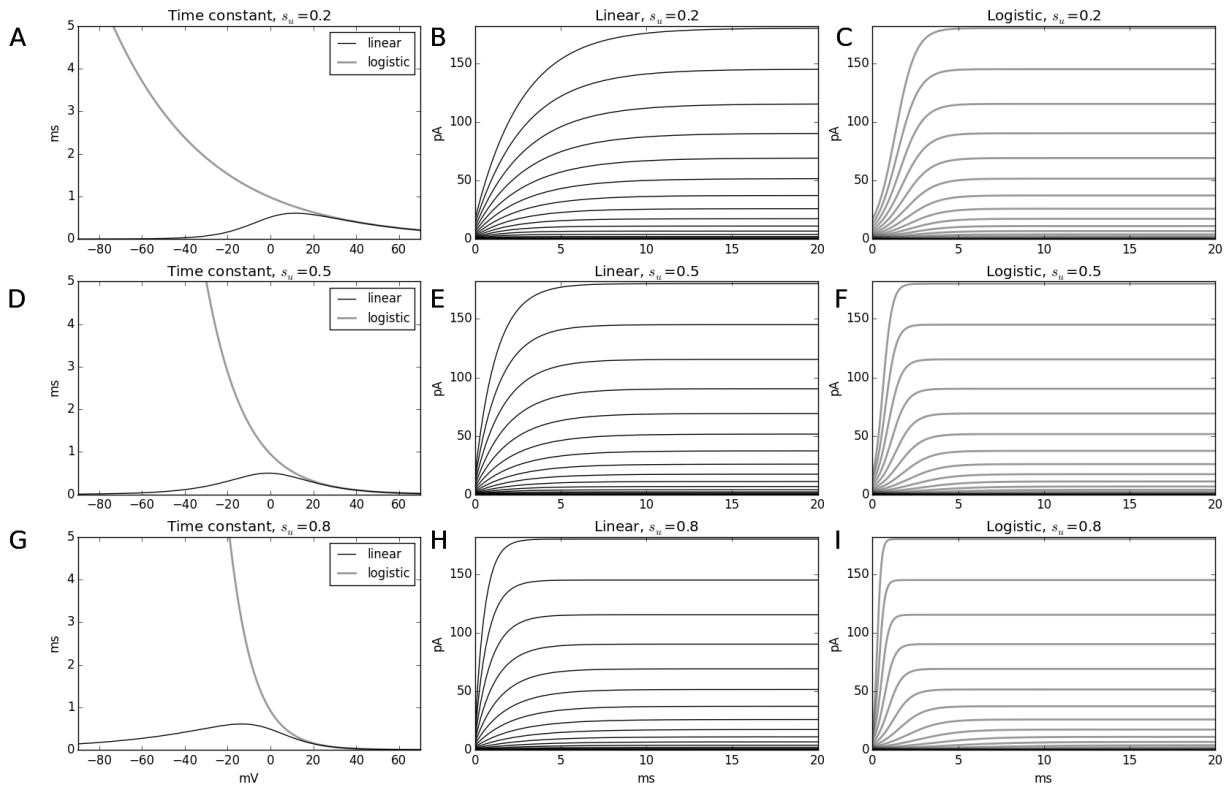 A
Time constant, s_u=0.2
linear
logistic
ms
5
4
3
2
1
0
−80 −60 −40 −20 0 20 40 60
B
Linear, s_u=0.2
pA
150
100
50
0
0 5 10 15 20
C
Logistic, s_u=0.2
pA
150
100
50
0
0 5 10 15 20
D
Time constant, s_u=0.5
linear
logistic
ms
5
4
3
2
1
0
−80 −60 −40 −20 0 20 40 60
E
Linear, s_u=0.5
pA
150
100
50
0
0 5 10 15 20
F
Logistic, s_u=0.5
pA
150
100
50
0
0 5 10 15 20
G
Time constant, s_u=0.8
linear
logistic
ms
5
4
3
2
1
0
−80 −60 −40 −20 0 20 40 60
mV
H
Linear, s_u=0.8
pA
150
100
50
0
0 5 10 15 20
ms
I
Logistic, s_u=0.8
pA
150
100
50
0
0 5 10 15 20
ms